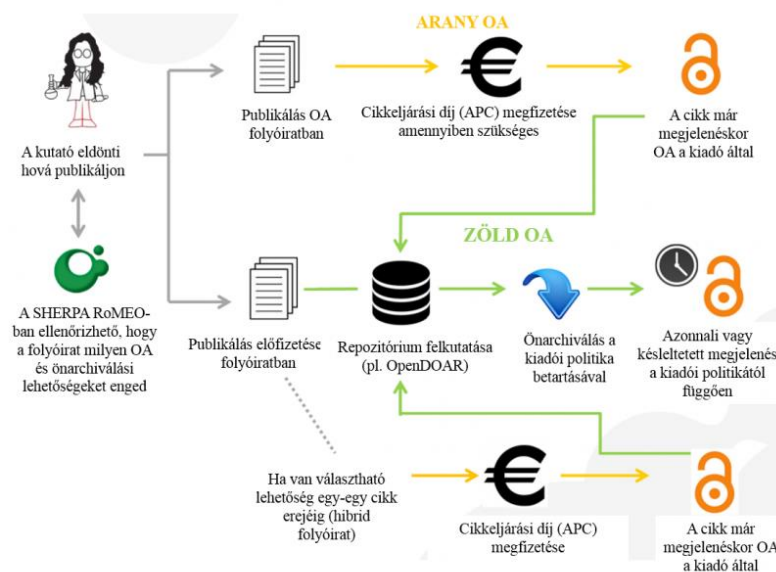 ARANY OA
Publikálás OA
folyóiratban
Cikkeljárási díj (APC) megfizetése
amennyiben szükséges
A cikk már
megjelenéskor
OA a kiadó által
A kutató eldönti
hová publikáljon
A SHERPA RoMEO-
ban ellenőrizhető, hogy
a folyóirat milyen OA
és önarchiválási
lehetőségeket enged
ZÖLD OA
Publikálás előfizetése
folyóiratban
Repozitórium felkutatása
(pl. OpenDOAR)
Önarchiválás a
kiadói politika
betartásával
Azonnali vagy
késleltetett megjelenés
a kiadói politikától
függően
Ha van választható
lehetőség egy-egy cikk
erejéig (hibrid
folyóirat)
Cikkeljárási díj (APC)
megfizetése
A cikk már
megjelenéskor OA
a kiadó által